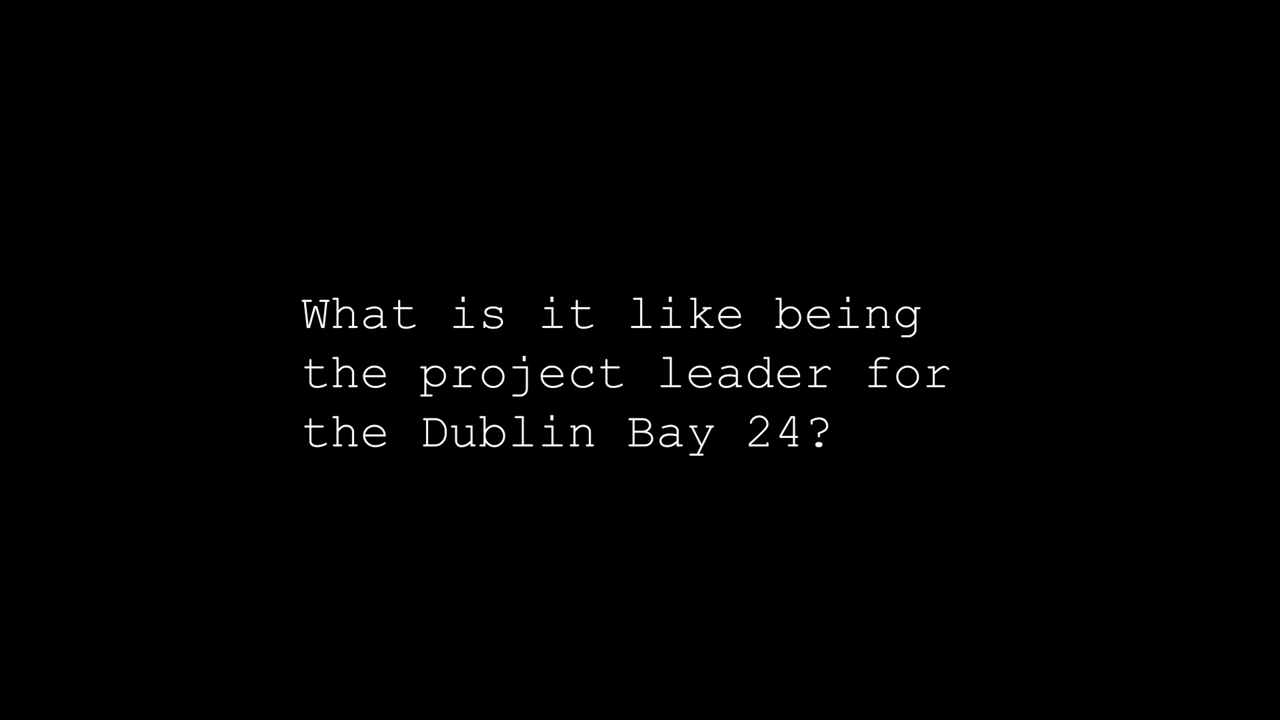 What is it like being
the project leader for
the Dublin Bay 24?